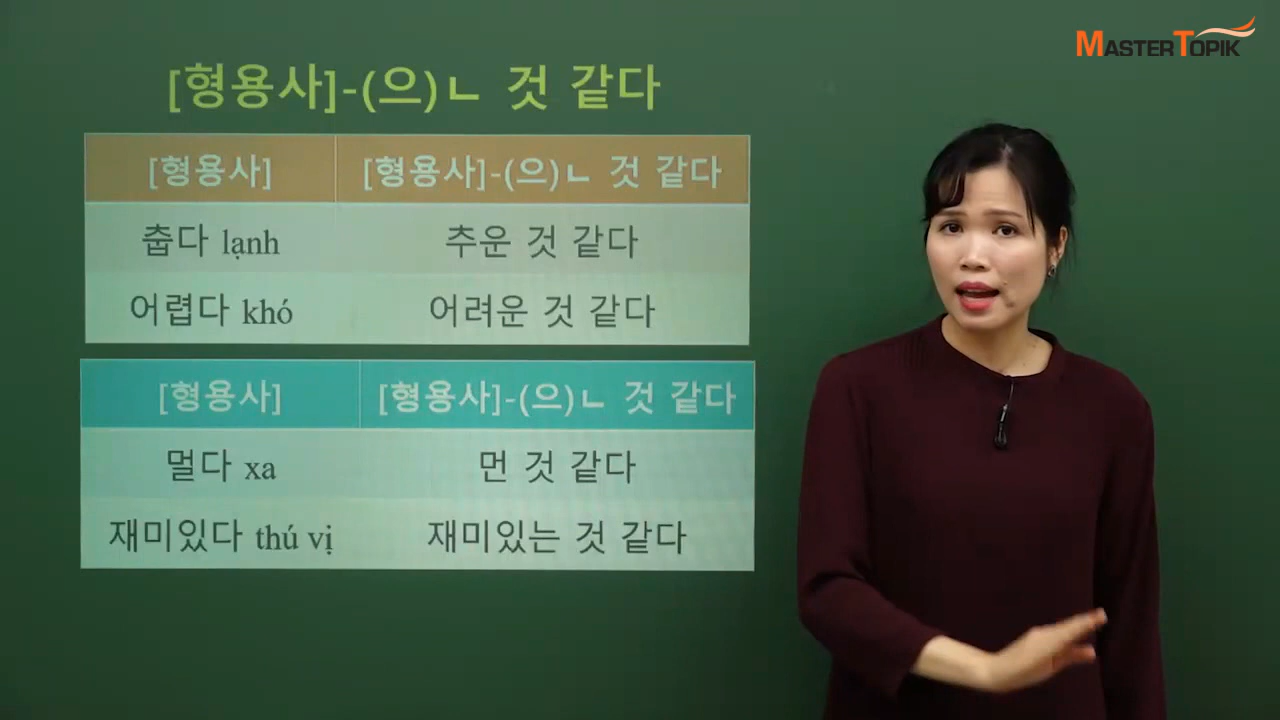 MASTERTOPIK
[형용사]-(으)ㄴ 것 같다
[형용사] [형용사]-(으)ㄴ 것 같다
춥다 lạnh 추운 것 같다
어렵다 khó 어려운 것 같다
[형용사] [형용사]-(으)ㄴ 것 같다
멀다 xa 먼 것 같다
재미있다 thú vị 재미있는 것 같다